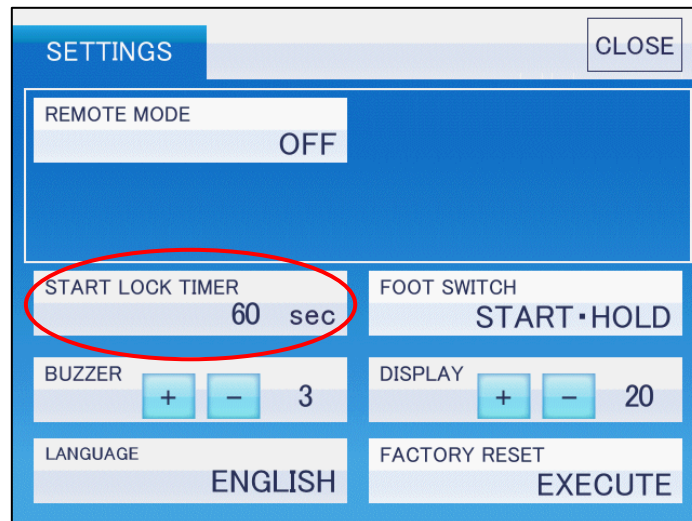 SETTINGS
CLOSE
REMOTE MODE
OFF
START LOCK TIMER
60 sec
FOOT SWITCH
START・HOLD
BUZZER
+ − 3
DISPLAY
+ − 20
LANGUAGE
ENGLISH
FACTORY RESET
EXECUTE